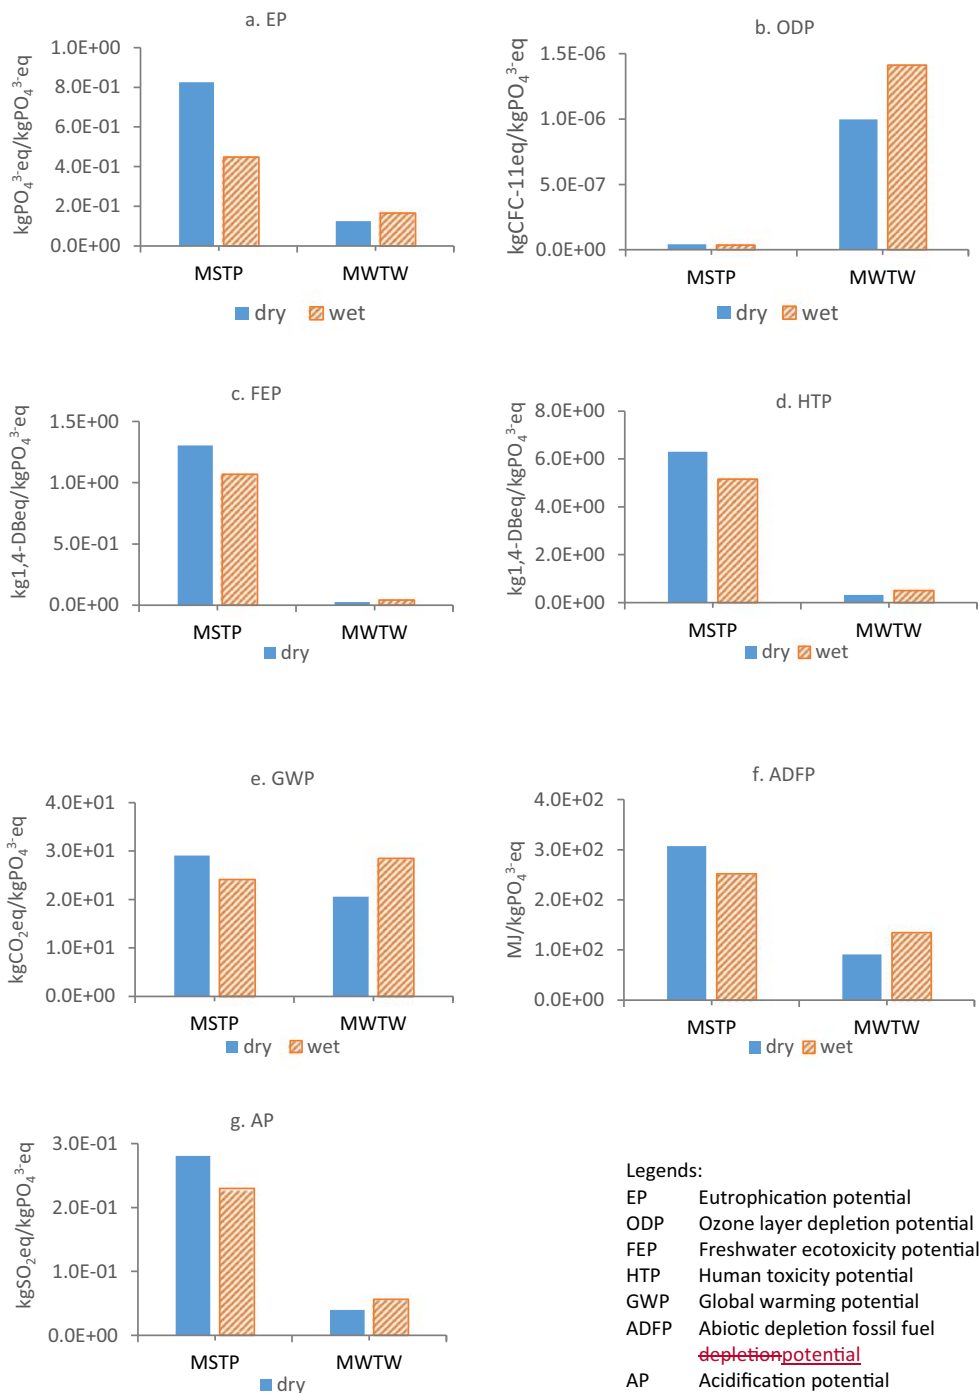 a. EP
kgPO₄³⁻eq/kgPO₄³⁻eq
1.0E+00
8.0E-01
6.0E-01
4.0E-01
2.0E-01
0.0E+00
MSTP MWTW
dry wet
b. ODP
kgCFC-11eq/kgPO₄³⁻eq
1.5E-06
1.0E-06
5.0E-07
0.0E+00
MSTP MWTW
dry wet
c. FEP
kg1,4-DBeq/kgPO₄³⁻eq
1.5E+00
1.0E+00
5.0E-01
0.0E+00
MSTP MWTW
dry
d. HTP
kg1,4-DBeq/kgPO₄³⁻eq
8.0E+00
6.0E+00
4.0E+00
2.0E+00
0.0E+00
MSTP MWTW
dry wet
e. GWP
kgCO₂eq/kgPO₄³⁻eq
4.0E+01
3.0E+01
2.0E+01
1.0E+01
0.0E+00
MSTP MWTW
dry wet
f. ADFP
MJ/kgPO₄³⁻eq
4.0E+02
3.0E+02
2.0E+02
1.0E+02
0.0E+00
MSTP MWTW
dry wet
g. AP
kgSO₂eq/kgPO₄³⁻eq
3.0E-01
2.0E-01
1.0E-01
0.0E+00
MSTP MWTW
dry
Legends:
EP Eutrophication potential
ODP Ozone layer depletion potential
FEP Freshwater ecotoxicity potential
HTP Human toxicity potential
GWP Global warming potential
ADFP Abiotic depletion fossil fuel
depletionpotential
AP Acidification potential